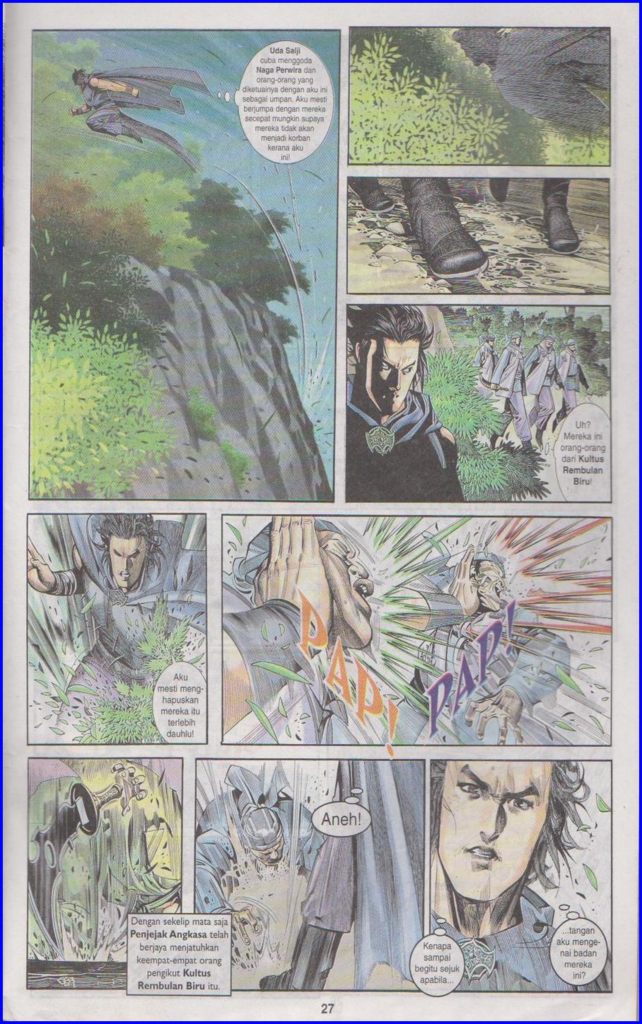 Uda Salji
cuba menggoda
Naga Perwira dan
orang-orang yang
diketuainya dengan aku ini
sebagai umpan. Aku mesti
berjumpa dengan mereka
secepat mungkin supaya
mereka tidak akan
menjadi korban
kerana aku
ini!
Uh?
Mereka ini
orang-orang
dari Kultus
Rembulan
Biru!
Aku
mesti meng-
hapuskan
mereka itu
terlebih
dauhlu!
PAP!
PAP!
Dengan sekelip mata saja
Penjejak Angkasa telah
berjaya menjatuhkan
keempat-empat orang
pengikut Kultus
Rembulan Biru itu.
Aneh!
Kenapa
sampai
begitu sejuk
apabila...
...tangan
aku menge-
nai badan
mereka
ini?
27